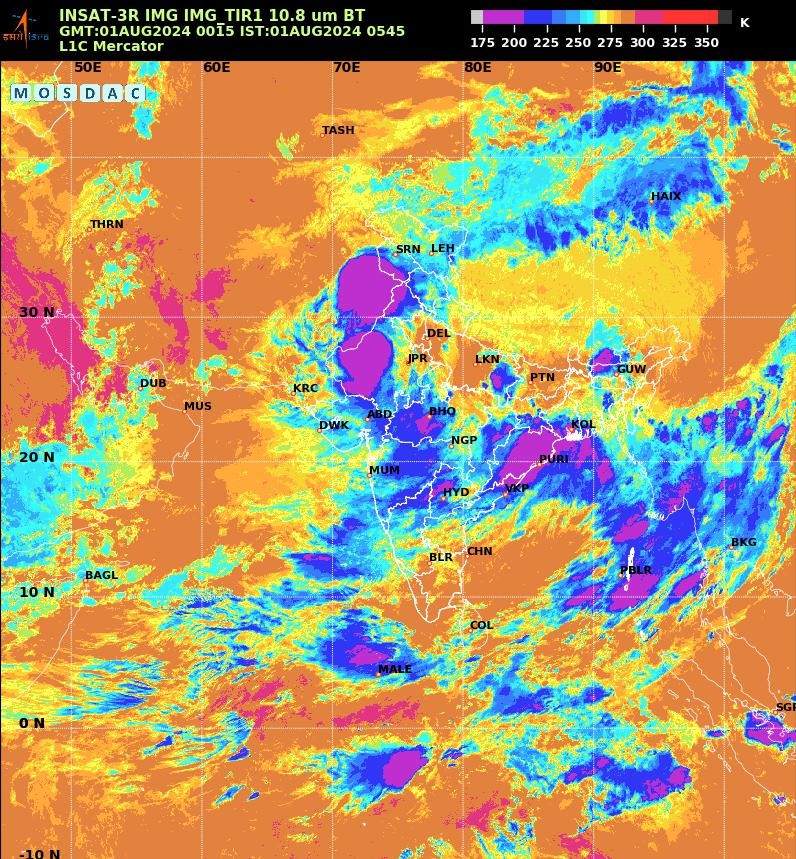 INSAT-3R IMG IMG_TIR1 10.8 um BT
GMT:01AUG2024 0015 IST:01AUG2024 0545
L1C Mercator
K
175 200 225 250 275 300 325 350
50E 60E 70E 80E 90E
M O S D A C
TASH
HAIX
THRN
SRN LEH
30 N
DEL
JPR LKN GUW
PTN
DUB KRC
MUS
ABD BHO
DWK KOL
NGP
20 N PURI
MUM
HYD VKP
BKG
BLR CHN
BAGL PBLR
10 N
COL
MALE
SGP
0 N
-10 N